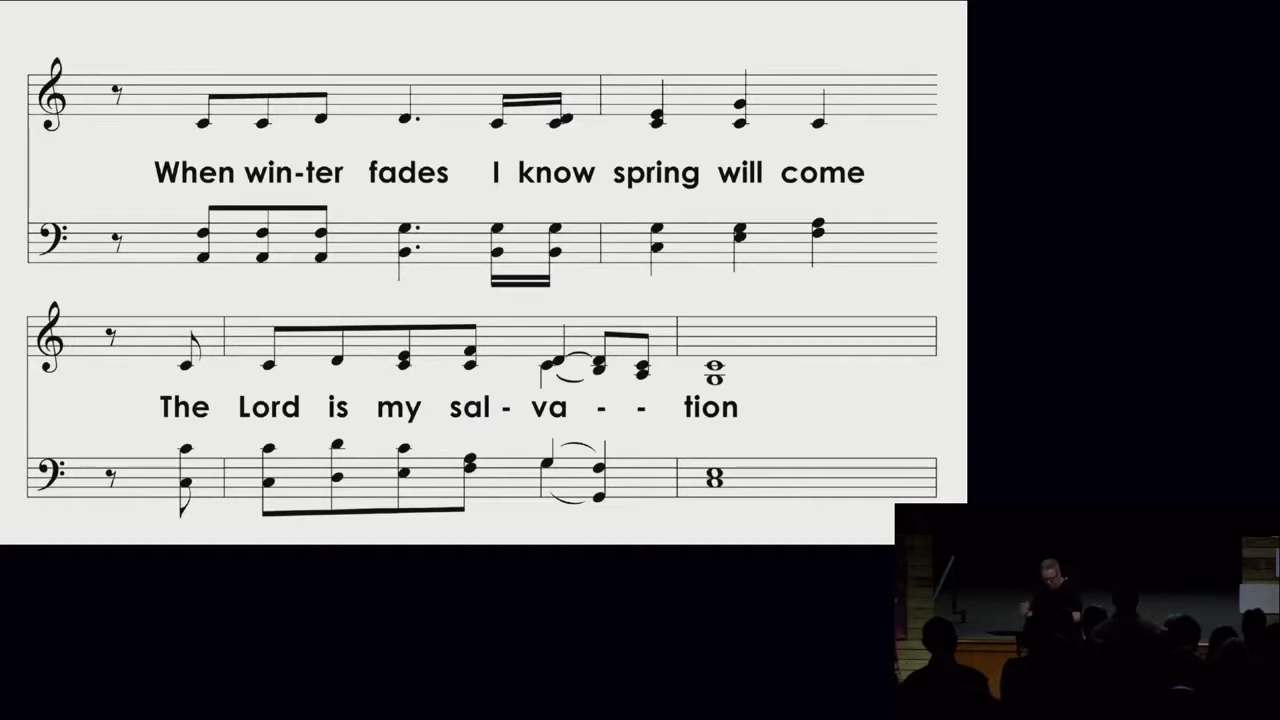 When win-ter fades I know spring will come
The Lord is my sal - va - - tion